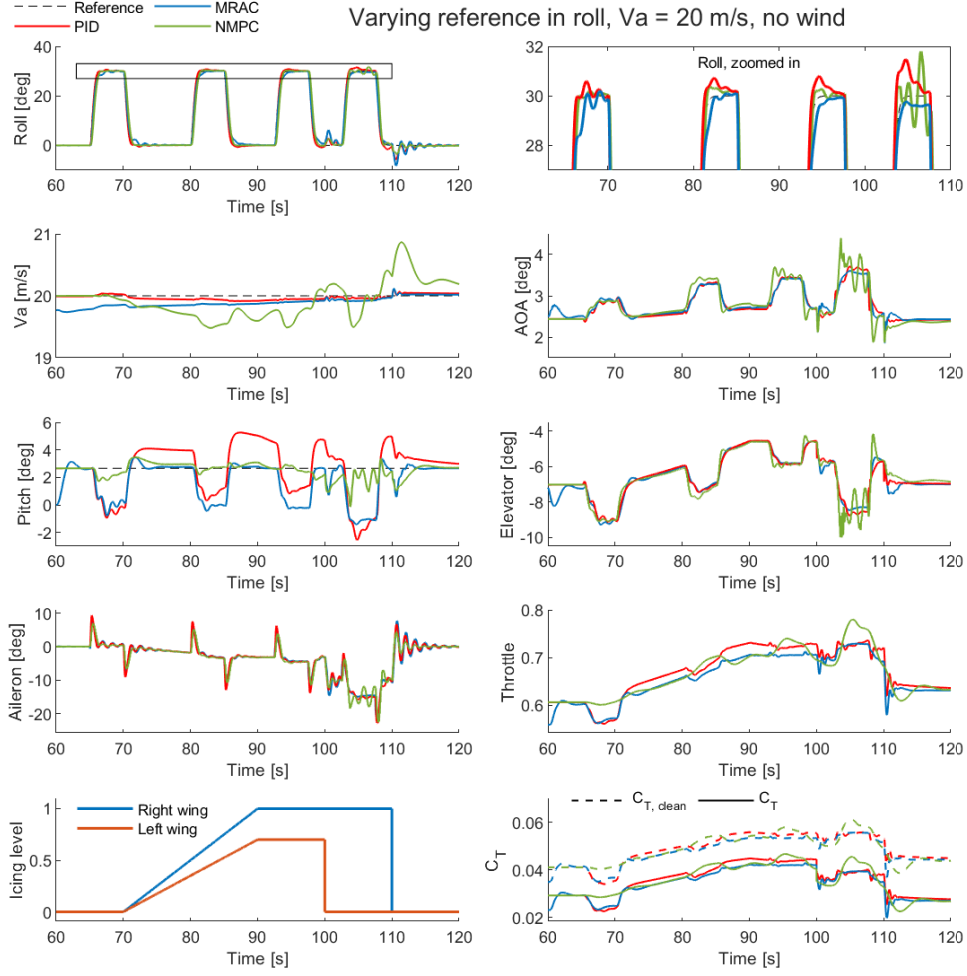 Reference
MRAC
PID
NMPC
Varying reference in roll, Va = 20 m/s, no wind
40
20
0
Roll [deg]
60 70 80 90 100 110 120
Time [s]
32
31
30
29
28
27
Roll, zoomed in
70 80 90 100 110
Time [s]
21
20
19
Va [m/s]
60 70 80 90 100 110 120
Time [s]
4
3
2
AOA [deg]
60 70 80 90 100 110 120
Time [s]
6
4
2
0
-2
Pitch [deg]
60 70 80 90 100 110 120
Time [s]
-4
-6
-8
-10
Elevator [deg]
60 70 80 90 100 110 120
Time [s]
10
0
-10
-20
Aileron [deg]
60 70 80 90 100 110 120
Time [s]
0.8
0.7
0.6
Throttle
60 70 80 90 100 110 120
Time [s]
1
0.5
0
Icing level
Right wing
Left wing
60 70 80 90 100 110 120
Time [s]
C_T, clean
C_T
0.06
0.04
0.02
C_T
60 70 80 90 100 110 120
Time [s]